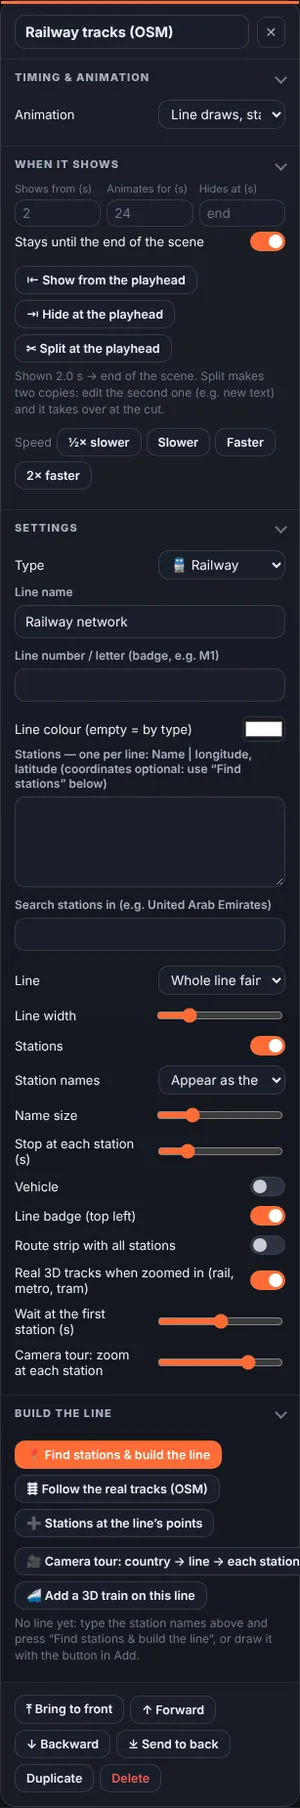 Railway tracks (OSM)
TIMING & ANIMATION
Animation
Line draws, sta
WHEN IT SHOWS
Shows from (s) Animates for (s) Hides at (s)
2 24 end
Stays until the end of the scene
Show from the playhead
Hide at the playhead
Split at the playhead
Shown 2.0 s → end of the scene. Split makes
two copies: edit the second one (e.g. new text)
and it takes over at the cut.
Speed ½× slower Slower Faster
2× faster
SETTINGS
Type Railway
Line name
Railway network
Line number / letter (badge, e.g. M1)
Line colour (empty = by type)
Stations — one per line: Name | longitude,
latitude (coordinates optional: use “Find
stations” below)
Search stations in (e.g. United Arab Emirates)
Line Whole line fain
Line width
Stations
Station names Appear as the
Name size
Stop at each station
(s)
Vehicle
Line badge (top left)
Route strip with all stations
Real 3D tracks when zoomed in (rail,
metro, tram)
Wait at the first
station (s)
Camera tour: zoom
at each station
BUILD THE LINE
Find stations & build the line
Follow the real tracks (OSM)
Stations at the line’s points
Camera tour: country → line → each station
Add a 3D train on this line
No line yet: type the station names above and
press “Find stations & build the line”, or draw it
with the button in Add.
Bring to front ↑ Forward
↓ Backward Send to back
Duplicate Delete